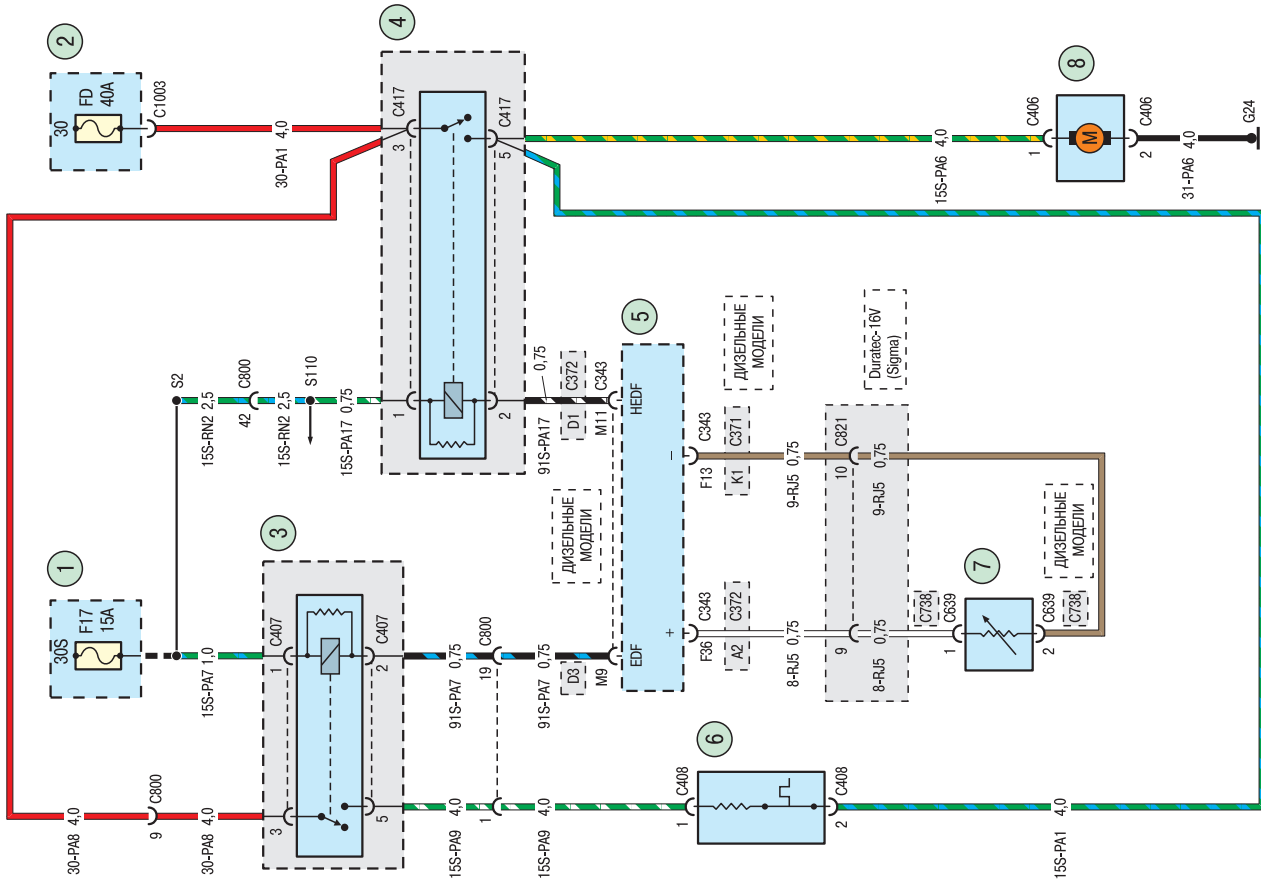 1
30S
F17
15A
2
30
FD
40A
C1003
30-PA1 4,0
30-PA8 4,0
9
C800
30-PA8 4,0
S2
15S-RN2 2,5
42
C800
15S-RN2 2,5
S110
15S-PA17 0,75
15S-PA7 1,0
3
C407
1
3
C407
2
5
4
C417
3
1
C417
5
2
91S-PA7 0,75
19
C800
91S-PA7 0,75
D3
M9
15S-PA9 4,0
1
15S-PA9 4,0
91S-PA17
0,75
D1
C372
M11
C343
ДИЗЕЛЬНЫЕ
МОДЕЛИ
5
EDF
HEDF
+
–
F36
C343
A2
C372
8-RJ5 0,75
9
8-RJ5 0,75
F13
C343
K1
C371
9-RJ5 0,75
10
C821
9-RJ5 0,75
ДИЗЕЛЬНЫЕ
МОДЕЛИ
Duratec-16V
(Sigma)
6
C408
1
C408
2
15S-PA1 4,0
7
C738
C639
1
C639
2
C738
ДИЗЕЛЬНЫЕ
МОДЕЛИ
15S-PA6 4,0
8
C406
1
M
C406
2
31-PA6 4,0
G24